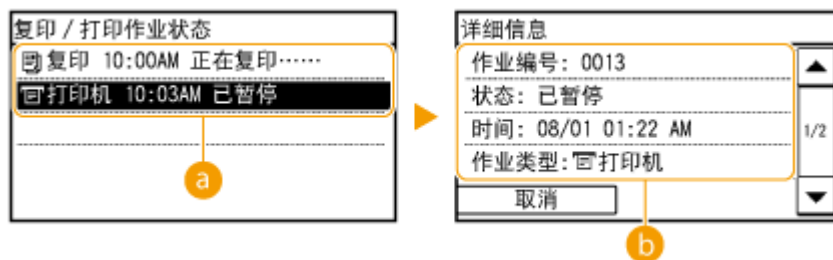 复印/打印作业状态
复印 10:00AM 正在复印……
打印机 10:03AM 已暂停
a
详细信息
作业编号: 0013
状态: 已暂停
时间: 08/01 01:22 AM
作业类型: 打印机
1/2
取消
b